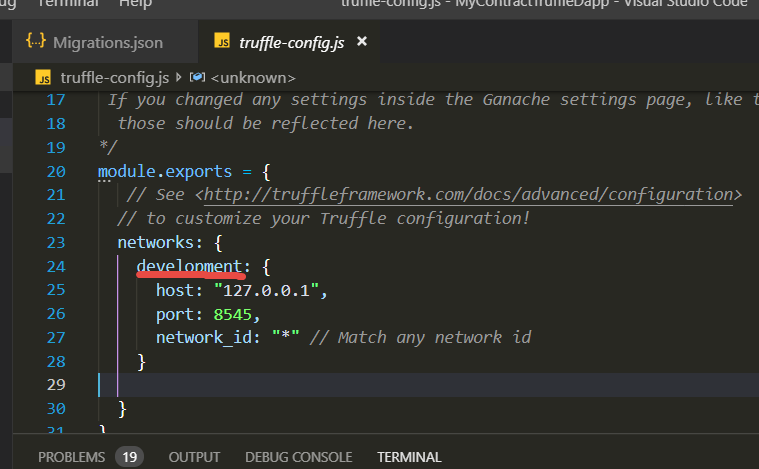 Terminal Help truffle-config.js - MyContractTruffleDapp - Visual Studio Code
{..} Migrations.json JS truffle-config.js ×
JS truffle-config.js > <unknown>
17 If you changed any settings inside the Ganache settings page, like
18 those should be reflected here.
19 */
20 module.exports = {
21 // See <http://truffleframework.com/docs/advanced/configuration>
22 // to customize your Truffle configuration!
23 networks: {
24 development: {
25 host: "127.0.0.1",
26 port: 8545,
27 network_id: "*" // Match any network id
28 }
29
30 }
31 }
PROBLEMS 19 OUTPUT DEBUG CONSOLE TERMINAL